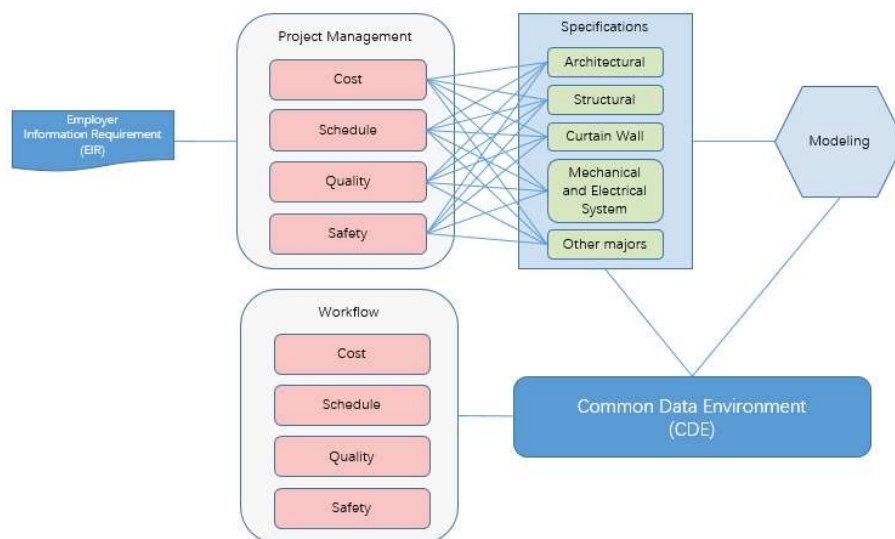 Employer
Information Requirement
(EIR)
Project Management
Cost
Schedule
Quality
Safety
Specifications
Architectural
Structural
Curtain Wall
Mechanical
and Electrical
System
Other majors
Modeling
Workflow
Cost
Schedule
Quality
Safety
Common Data Environment
(CDE)